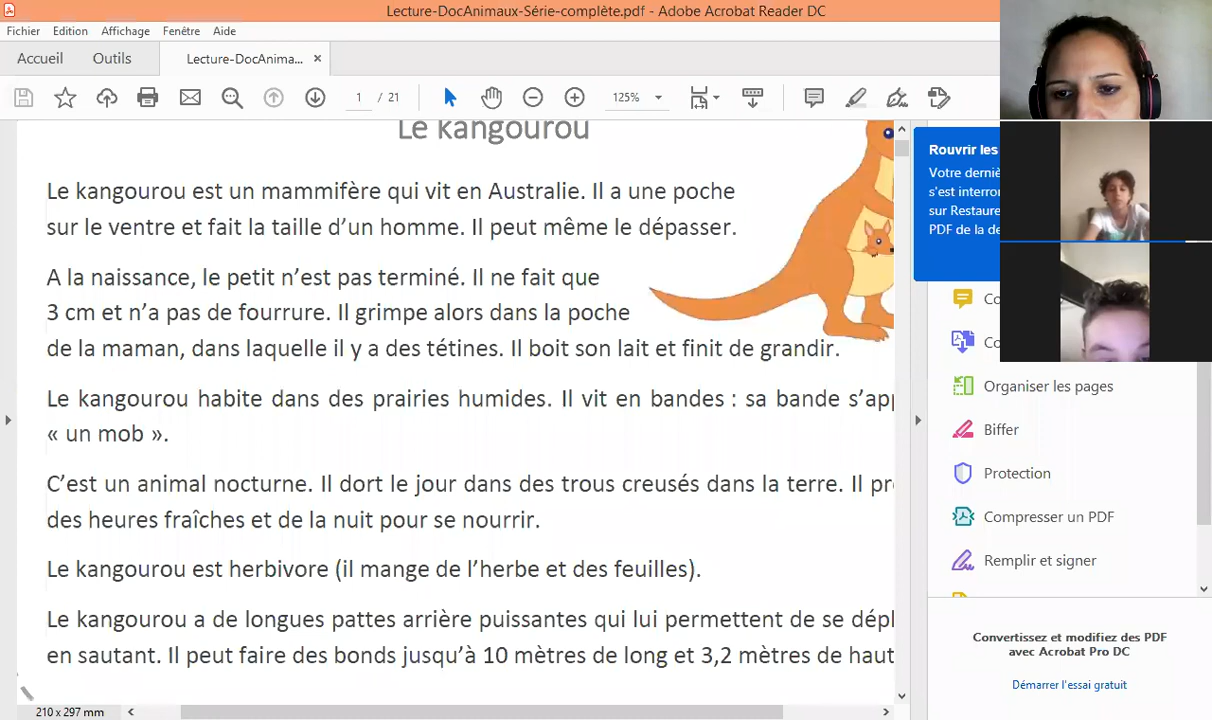 Lecture-DocAnimaux-Série-complète.pdf - Adobe Acrobat Reader DC
Fichier Edition Affichage Fenêtre Aide
Accueil Outils Lecture-DocAnima... ×
1 / 21 125%
Le kangourou
Le kangourou est un mammifère qui vit en Australie. Il a une poche
sur le ventre et fait la taille d’un homme. Il peut même le dépasser.
A la naissance, le petit n’est pas terminé. Il ne fait que
3 cm et n’a pas de fourrure. Il grimpe alors dans la poche
de la maman, dans laquelle il y a des tétines. Il boit son lait et finit de grandir.
Le kangourou habite dans des prairies humides. Il vit en bandes : sa bande s’app
« un mob ».
C’est un animal nocturne. Il dort le jour dans des trous creusés dans la terre. Il pr
des heures fraîches et de la nuit pour se nourrir.
Le kangourou est herbivore (il mange de l’herbe et des feuilles).
Le kangourou a de longues pattes arrière puissantes qui lui permettent de se dépl
en sautant. Il peut faire des bonds jusqu’à 10 mètres de long et 3,2 mètres de haut
210 x 297 mm
Rouvrir les
Votre derniè
s'est interro
sur Restaure
PDF de la de
Co
Co
Organiser les pages
Biffer
Protection
Compresser un PDF
Remplir et signer
Convertissez et modifiez des PDF
avec Acrobat Pro DC
Démarrer l'essai gratuit